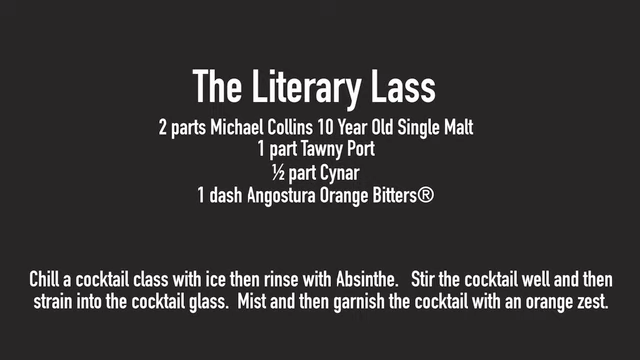 The Literary Lass
2 parts Michael Collins 10 Year Old Single Malt
1 part Tawny Port
½ part Cynar
1 dash Angostura Orange Bitters®
Chill a cocktail class with ice then rinse with Absinthe.   Stir the cocktail well and then
strain into the cocktail glass.  Mist and then garnish the cocktail with an orange zest.